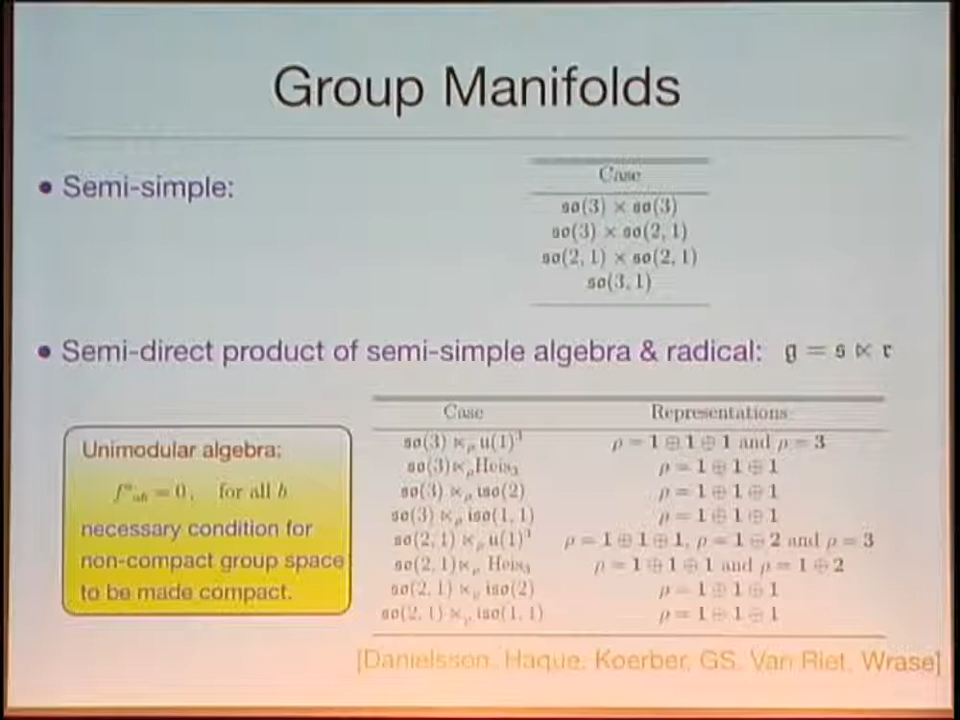 Group Manifolds
• Semi-simple:
Case
𝔰𝔬(3) × 𝔰𝔬(3)
𝔰𝔬(3) × 𝔰𝔬(2, 1)
𝔰𝔬(2, 1) × 𝔰𝔬(2, 1)
𝔰𝔬(3, 1)
• Semi-direct product of semi-simple algebra & radical: 𝔤 = 𝔰 ⋉ 𝔯
Unimodular algebra:
fᵃₐb = 0, for all b
necessary condition for
non-compact group space
to be made compact.
Case Representations
𝔰𝔬(3) ⋉ρ 𝔲(1)³ ρ = 1 ⊕ 1 ⊕ 1 and ρ = 3
𝔰𝔬(3) ⋉ρ Heis₃ ρ = 1 ⊕ 1 ⊕ 1
𝔰𝔬(3) ⋉ρ 𝔦𝔰𝔬(2) ρ = 1 ⊕ 1 ⊕ 1
𝔰𝔬(3) ⋉ρ 𝔦𝔰𝔬(1, 1) ρ = 1 ⊕ 1 ⊕ 1
𝔰𝔬(2, 1) ⋉ρ 𝔲(1)³ ρ = 1 ⊕ 1 ⊕ 1, ρ = 1 ⊕ 2 and ρ = 3
𝔰𝔬(2, 1) ⋉ρ Heis₃ ρ = 1 ⊕ 1 ⊕ 1 and ρ = 1 ⊕ 2
𝔰𝔬(2, 1) ⋉ρ 𝔦𝔰𝔬(2) ρ = 1 ⊕ 1 ⊕ 1
𝔰𝔬(2, 1) ⋉ρ 𝔦𝔰𝔬(1, 1) ρ = 1 ⊕ 1 ⊕ 1
[Danielsson, Haque, Koerber, GS, Van Riet, Wrase]